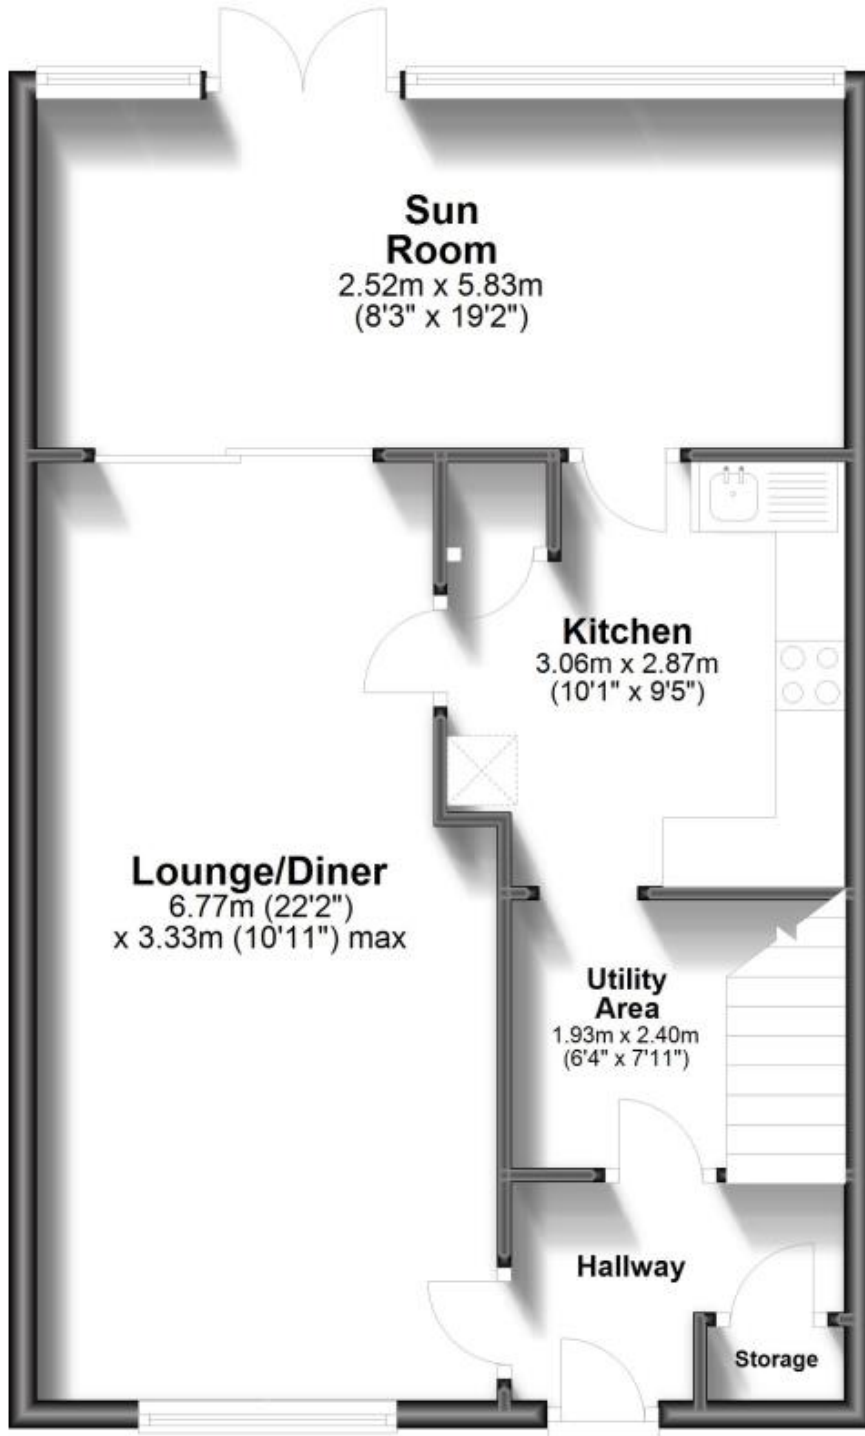 Sun
Room
2.52m x 5.83m
(8'3" x 19'2")
Kitchen
3.06m x 2.87m
(10'1" x 9'5")
Lounge/Diner
6.77m (22'2")
x 3.33m (10'11") max
Utility
Area
1.93m x 2.40m
(6'4" x 7'11")
Hallway
Storage